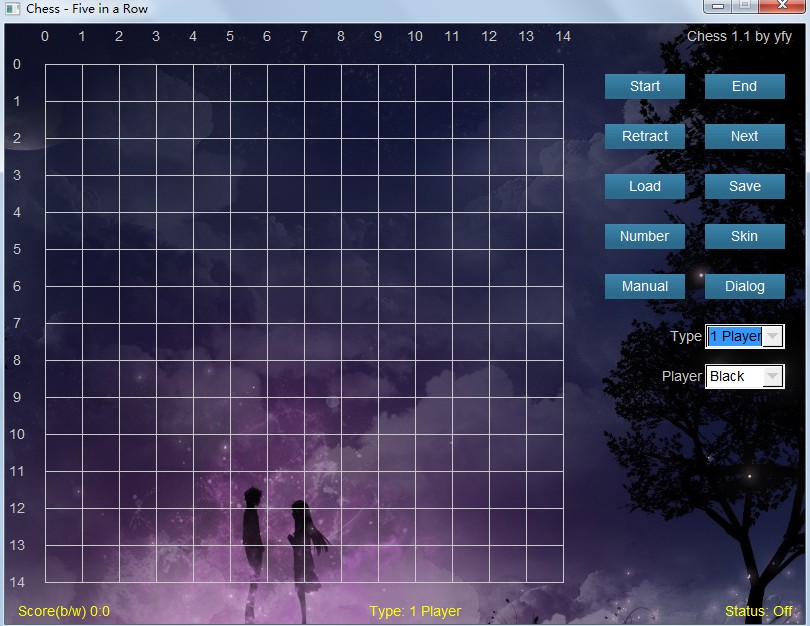 Chess - Five in a Row
0 1 2 3 4 5 6 7 8 9 10 11 12 13 14
Chess 1.1 by yfy
0
1
2
3
4
5
6
7
8
9
10
11
12
13
14
Start End
Retract Next
Load Save
Number Skin
Manual Dialog
Type 1 Player
Player Black
Score(b/w) 0:0
Type: 1 Player
Status: Off